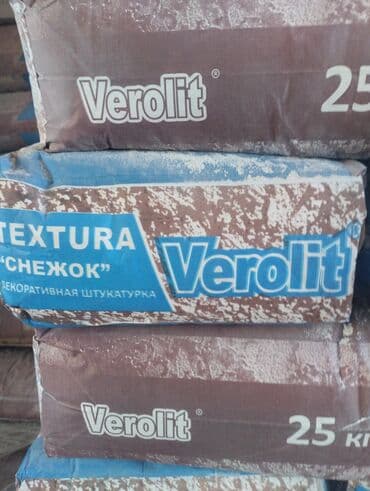 Verolit® 25
TEXTURA
"СНЕЖОК"
ДЕКОРАТИВНАЯ ШТУКАТУРКА
Verolit®
Verolit® 25 кг